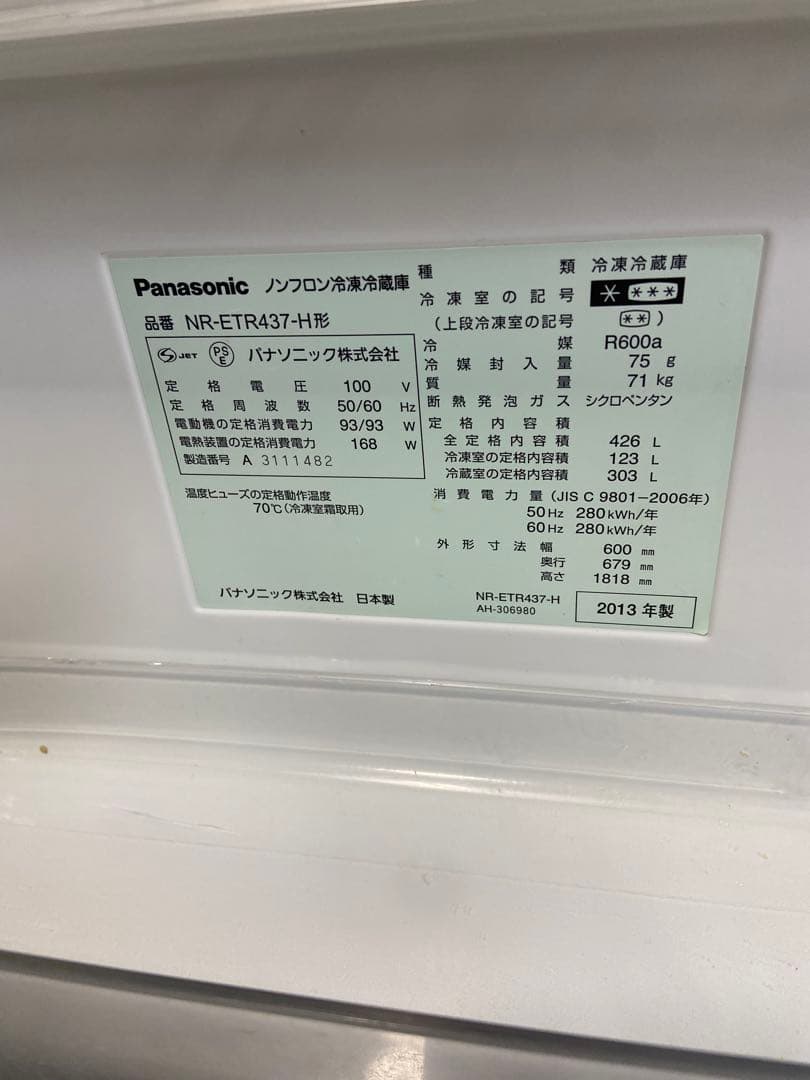 Panasonic ノンフロン冷凍冷蔵庫
品番 NR-ETR437-H形
S JET PSE パナソニック株式会社
定格電圧 100 V
定格周波数 50/60 Hz
電動機の定格消費電力 93/93 W
電熱装置の定格消費電力 168 W
製造番号 A 3111482
温度ヒューズの定格動作温度
70℃(冷凍室霜取用)
パナソニック株式会社 日本製
種類 冷凍冷蔵庫
冷凍室の記号 * ***
(上段冷凍室の記号 ** )
冷媒 R600a
冷媒封入量 75 g
質量 71 kg
断熱発泡ガス シクロペンタン
定格内容積
全定格内容積 426 L
冷凍室の定格内容積 123 L
冷蔵室の定格内容積 303 L
消費電力量(JIS C 9801-2006年)
50Hz 280kWh/年
60Hz 280kWh/年
外形寸法 幅 600 mm
奥行 679 mm
高さ 1818 mm
NR-ETR437-H
AH-306980
2013 年製